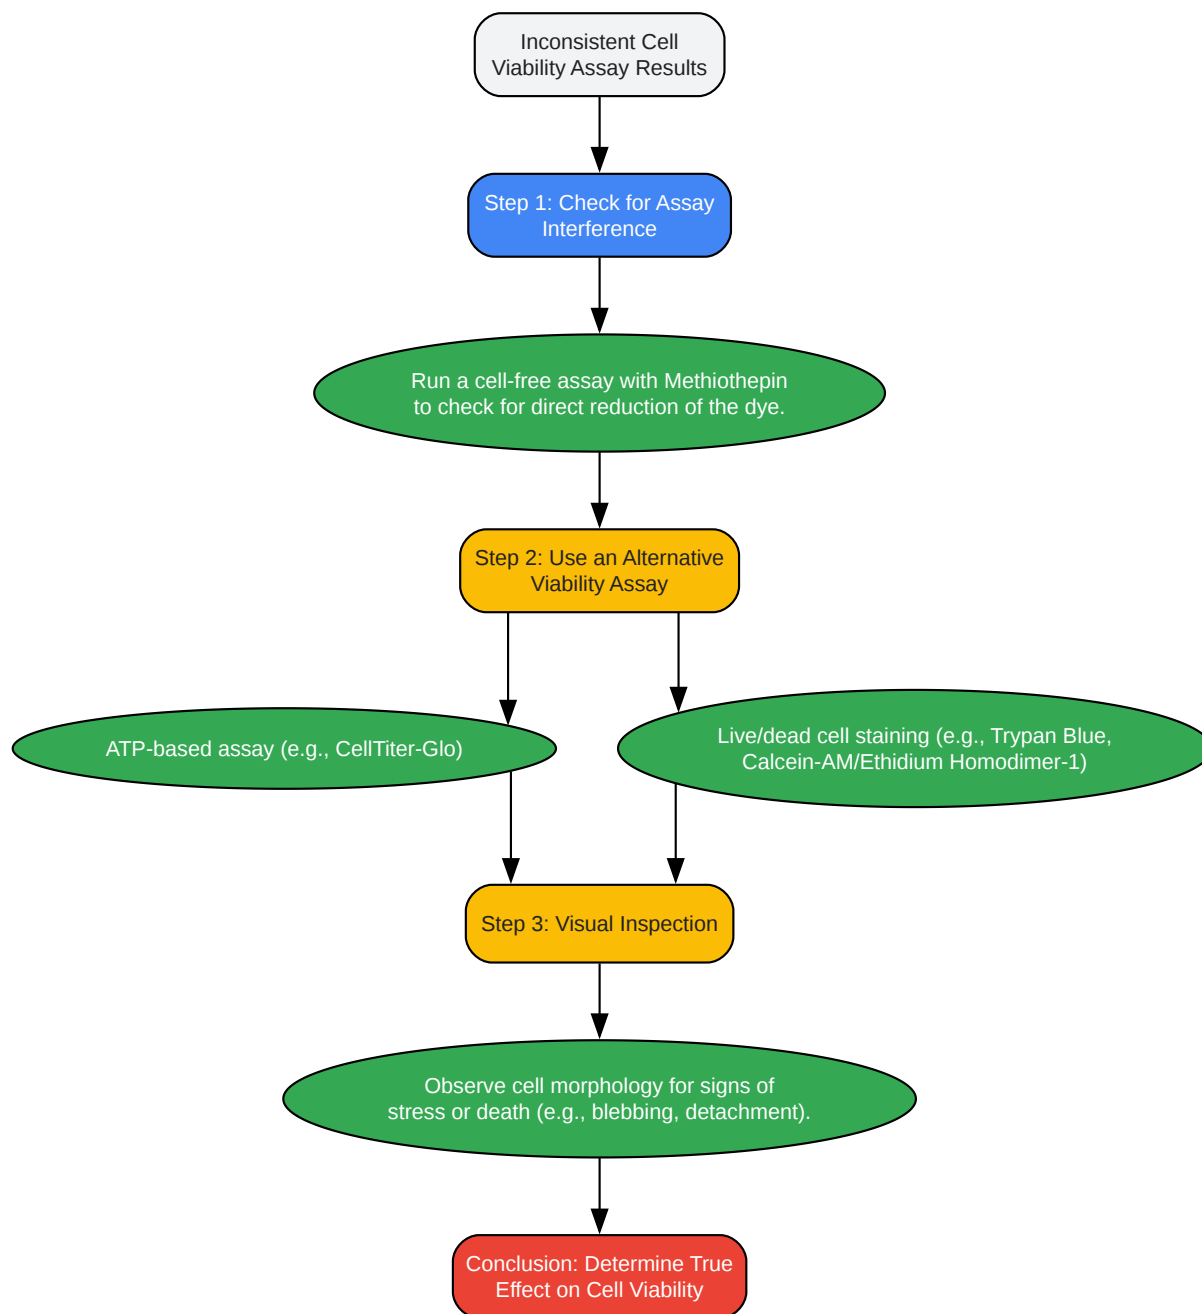 Inconsistent Cell
Viability Assay Results
Step 1: Check for Assay
Interference
Run a cell-free assay with Methiothepin
to check for direct reduction of the dye.
Step 2: Use an Alternative
Viability Assay
ATP-based assay (e.g., CellTiter-Glo)
Live/dead cell staining (e.g., Trypan Blue,
Calcein-AM/Ethidium Homodimer-1)
Step 3: Visual Inspection
Observe cell morphology for signs of
stress or death (e.g., blebbing, detachment).
Conclusion: Determine True
Effect on Cell Viability